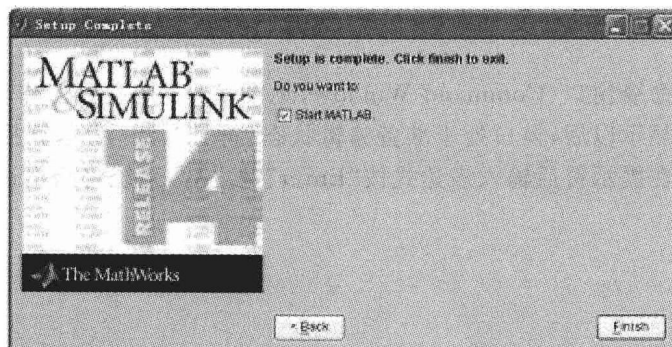 Setup Complete
Setup is complete. Click finish to exit.
Do you want to:
Start MATLAB.
MATLAB®
& SIMULINK®
RELEASE
14
The MathWorks
< Back
Finish